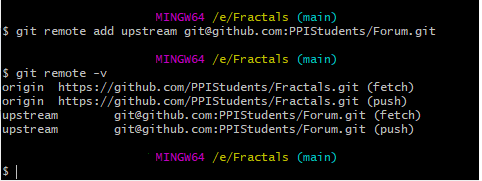 MINGW64 /e/Fractals (main)
$ git remote add upstream git@github.com:PPIStudents/Forum.git
MINGW64 /e/Fractals (main)
$ git remote -v
origin  https://github.com/PPIStudents/Fractals.git (fetch)
origin  https://github.com/PPIStudents/Fractals.git (push)
upstream        git@github.com:PPIStudents/Forum.git (fetch)
upstream        git@github.com:PPIStudents/Forum.git (push)
MINGW64 /e/Fractals (main)
$